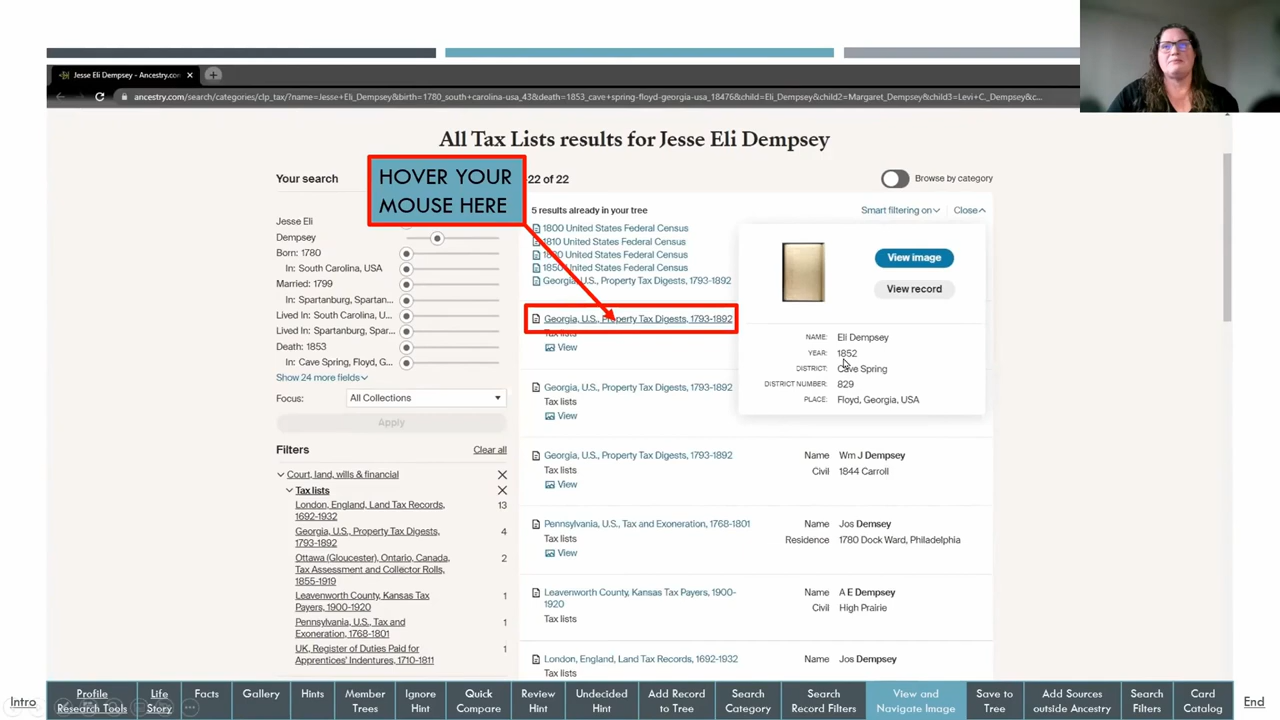 Jesse Eli Dempsey - Ancestry.con
ancestry.com/search/categories/clp_tax/?name=Jesse+Eli_Dempsey&birth=1780_south+carolina-usa_43&death=1853_cave+spring-floyd-georgia-usa_18476&child=Eli_Dempsey&child2=Margaret_Dempsey&child3=Levi+C._Dempsey&c...
All Tax Lists results for Jesse Eli Dempsey
Your search
HOVER YOUR
MOUSE HERE
22 of 22
Browse by category
Jesse Eli
Dempsey
Born: 1780
In: South Carolina, USA
Married: 1799
In: Spartanburg, Spartan...
Lived In: South Carolina, U...
Lived In: Spartanburg, Spar...
Death: 1853
In: Cave Spring, Floyd, G...
Show 24 more fields
Focus:
All Collections
Apply
Filters
Clear all
Court, land, wills & financial
Tax lists
London, England, Land Tax Records,
1692-1932
13
Georgia, U.S., Property Tax Digests,
1793-1892
4
Ottawa (Gloucester), Ontario, Canada,
Tax Assessment and Collector Rolls,
1855-1919
2
Leavenworth County, Kansas Tax
Payers, 1900-1920
1
Pennsylvania, U.S., Tax and
Exoneration, 1768-1801
1
UK, Register of Duties Paid for
Apprentices' Indentures, 1710-1811
1
5 results already in your tree
Smart filtering on
Close
1800 United States Federal Census
1810 United States Federal Census
United States Federal Census
United States Federal Census
Georgia, U.S., Property Tax Digests, 1793-1892
Georgia, U.S., Property Tax Digests, 1793-1892
Tax lists
View
View image
View record
NAME: Eli Dempsey
YEAR: 1852
DISTRICT: Cave Spring
DISTRICT NUMBER: 829
PLACE: Floyd, Georgia, USA
Georgia, U.S., Property Tax Digests, 1793-1892
Tax lists
View
Georgia, U.S., Property Tax Digests, 1793-1892
Tax lists
View
Name Wm J Dempsey
Civil 1844 Carroll
Pennsylvania, U.S., Tax and Exoneration, 1768-1801
Tax lists
View
Name Jos Demsey
Residence 1780 Dock Ward, Philadelphia
Leavenworth County, Kansas Tax Payers, 1900-
1920
Tax lists
Name A E Dempsey
Civil High Prairie
London, England, Land Tax Records, 1692-1932
Tax lists
Name Jos Dempsey
Intro
Profile
Research Tools
Life
Story
Facts
Gallery
Hints
Member
Trees
Ignore
Hint
Quick
Compare
Review
Hint
Undecided
Hint
Add Record
to Tree
Search
Category
Search
Record Filters
View and
Navigate Image
Save to
Tree
Add Sources
outside Ancestry
Search
Filters
Card
Catalog
End